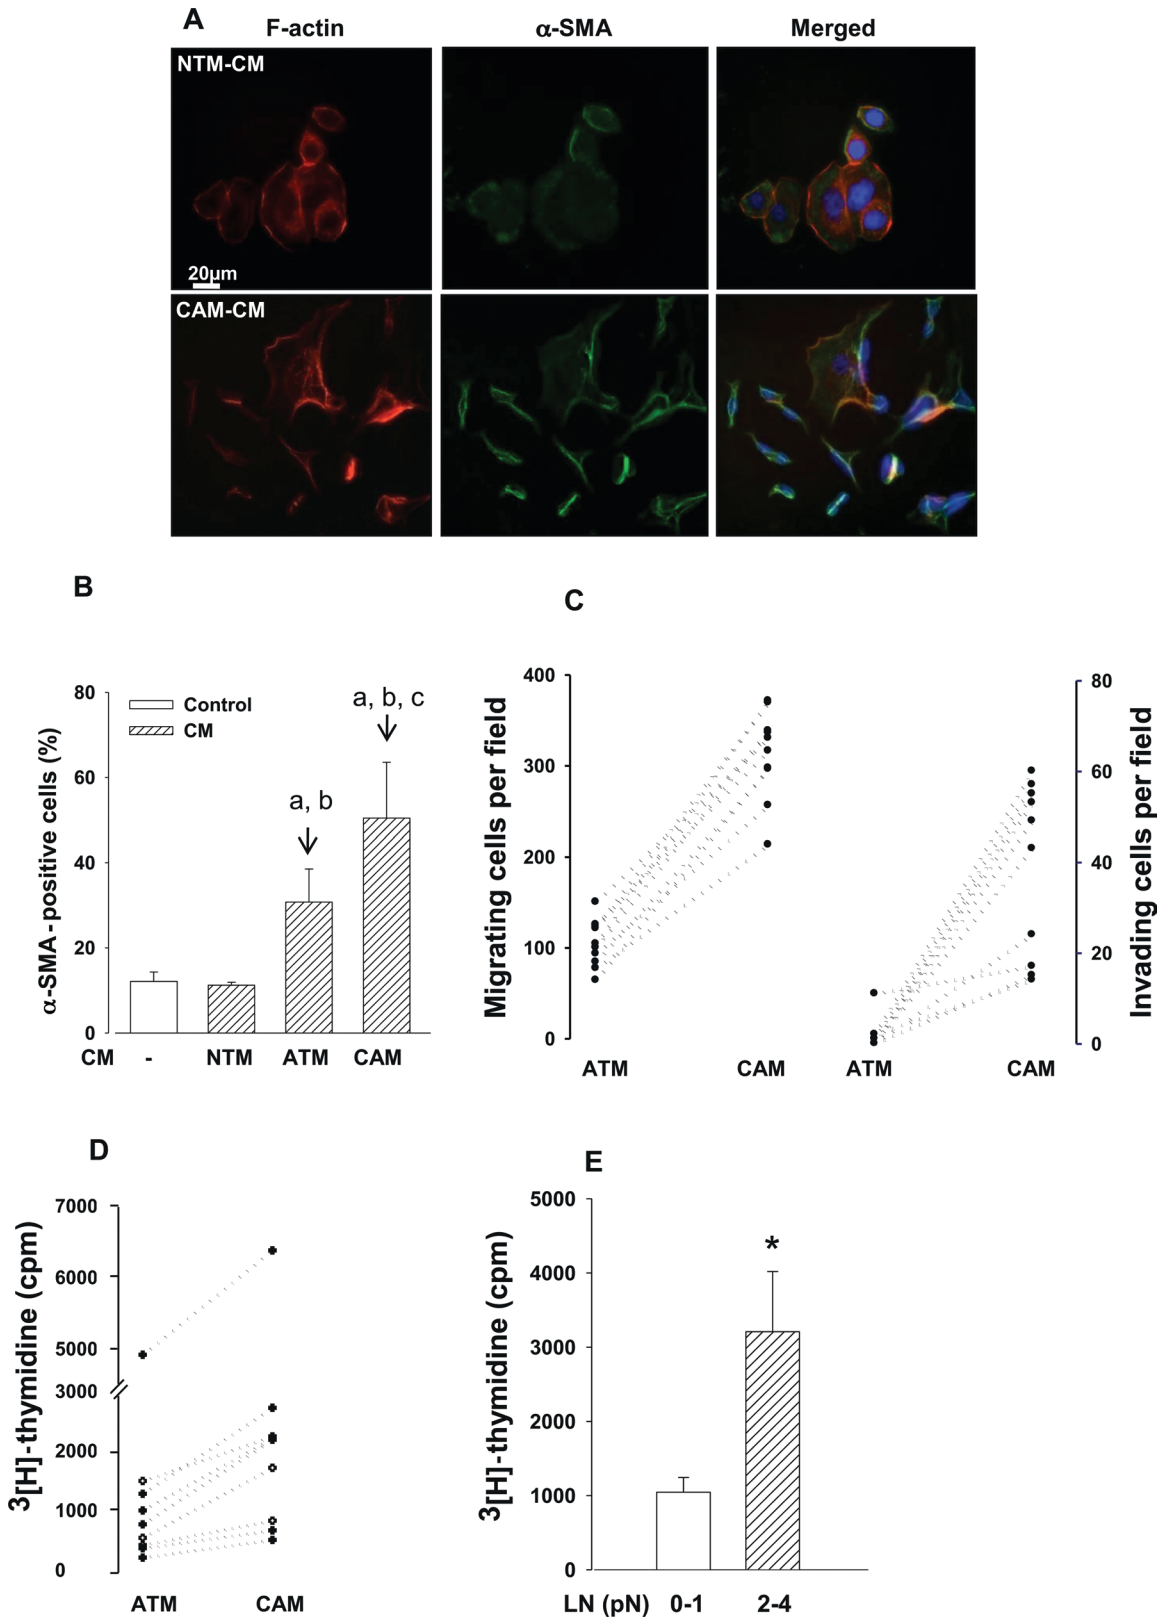 A
F-actin α-SMA Merged
NTM-CM
20µm
CAM-CM
B
α-SMA-positive cells (%)
80
60
40
20
0
Control
CM
a, b
a, b, c
CM - NTM ATM CAM
C
Migrating cells per field
400
300
200
100
0
ATM CAM ATM CAM
80
60
40
20
0
Invading cells per field
D
3[H]-thymidine (cpm)
7000
6000
5000
3000
2000
1000
0
ATM CAM
E
3[H]-thymidine (cpm)
5000
4000
3000
2000
1000
0
*
LN (pN) 0-1 2-4